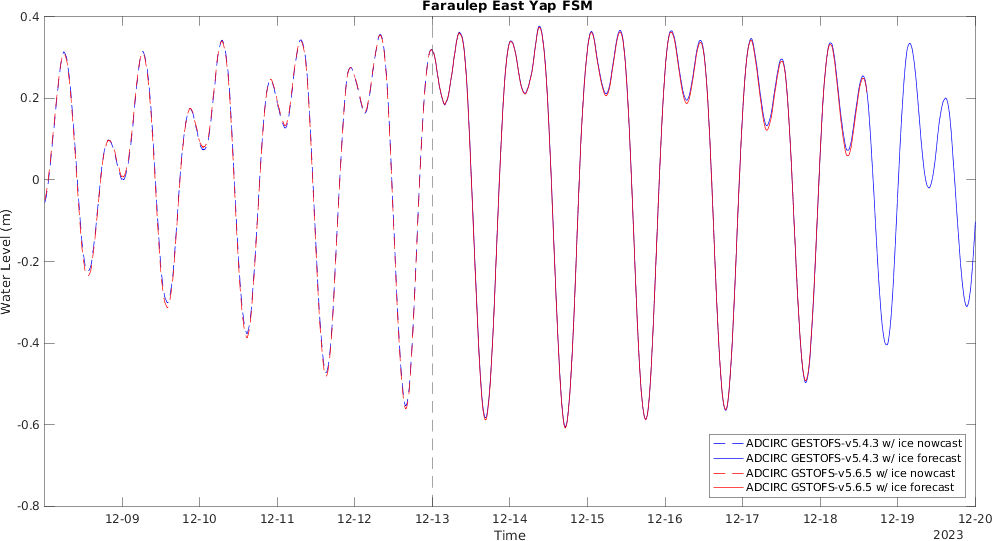 Faraulep East Yap FSM
0.4
0.2
0
-0.2
-0.4
-0.6
-0.8
Water Level (m)
12-09 12-10 12-11 12-12 12-13 12-14 12-15 12-16 12-17 12-18 12-19 12-20
2023
Time
ADCIRC GESTOFS-v5.4.3 w/ ice nowcast
ADCIRC GESTOFS-v5.4.3 w/ ice forecast
ADCIRC GSTOFS-v5.6.5 w/ ice nowcast
ADCIRC GSTOFS-v5.6.5 w/ ice forecast